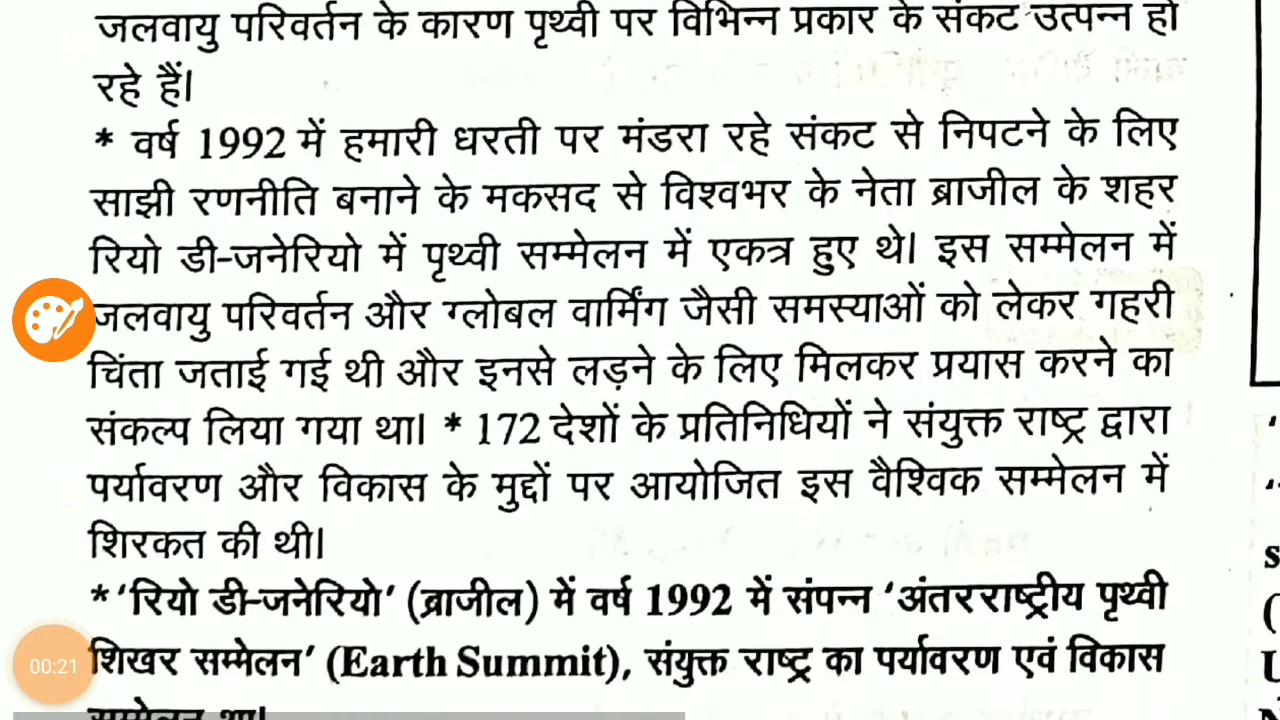 जलवायु परिवर्तन के कारण पृथ्वी पर विभिन्न प्रकार के संकट उत्पन्न हो
रहे हैं।
* वर्ष 1992 में हमारी धरती पर मंडरा रहे संकट से निपटने के लिए
साझी रणनीति बनाने के मकसद से विश्वभर के नेता ब्राजील के शहर
रियो डी-जनेरियो में पृथ्वी सम्मेलन में एकत्र हुए थे। इस सम्मेलन में
जलवायु परिवर्तन और ग्लोबल वार्मिंग जैसी समस्याओं को लेकर गहरी
चिंता जताई गई थी और इनसे लड़ने के लिए मिलकर प्रयास करने का
संकल्प लिया गया था। * 172 देशों के प्रतिनिधियों ने संयुक्त राष्ट्र द्वारा
पर्यावरण और विकास के मुद्दों पर आयोजित इस वैश्विक सम्मेलन में
शिरकत की थी।
* 'रियो डी-जनेरियो' (ब्राजील) में वर्ष 1992 में संपन्न 'अंतरराष्ट्रीय पृथ्वी
शिखर सम्मेलन' (Earth Summit), संयुक्त राष्ट्र का पर्यावरण एवं विकास
सम्मेलन था।
00:21